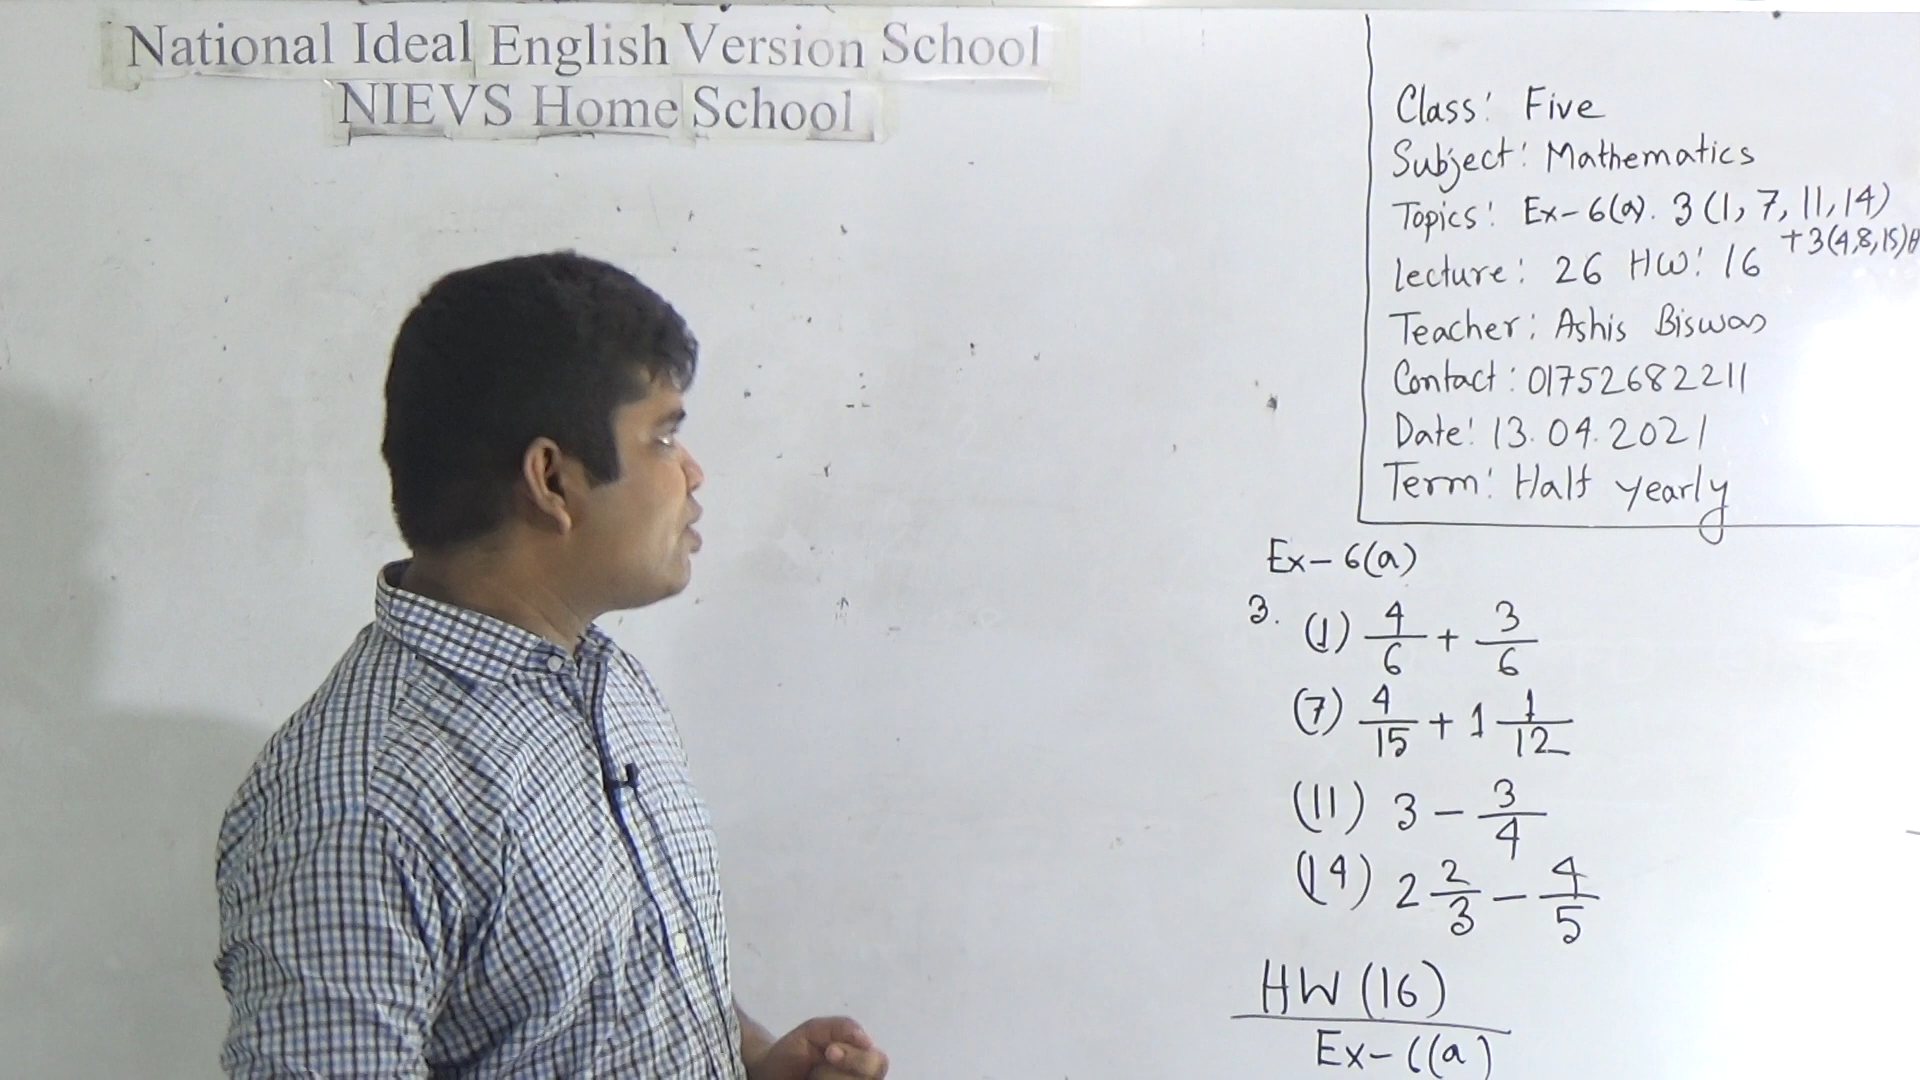 National Ideal English Version School
NIEVS Home School
Class: Five
Subject: Mathematics
Topics: Ex-6(a). 3 (1, 7, 11, 14)
+3(4,8,15)H
Lecture: 26 HW: 16
Teacher: Ashis Biswas
Contact: 01752682211
Date: 13.04.2021
Term: Half yearly
Ex-6(a)
3. (1) 4/6 + 3/6
(7) 4/15 + 1 1/12
(11) 3 - 3/4
(14) 2 2/3 - 4/5
HW (16)
Ex-6(a)